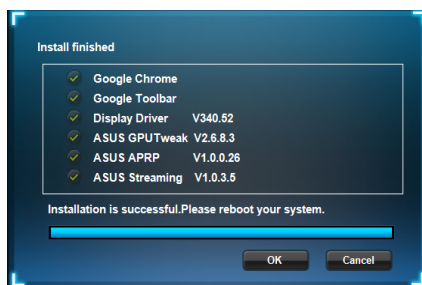 Install finished
Google Chrome
Google Toolbar
Display Driver V340.52
ASUS GPUTweak V2.6.8.3
ASUS APRP V1.0.0.26
ASUS Streaming V1.0.3.5
Installation is successful.Please reboot your system.
OK Cancel